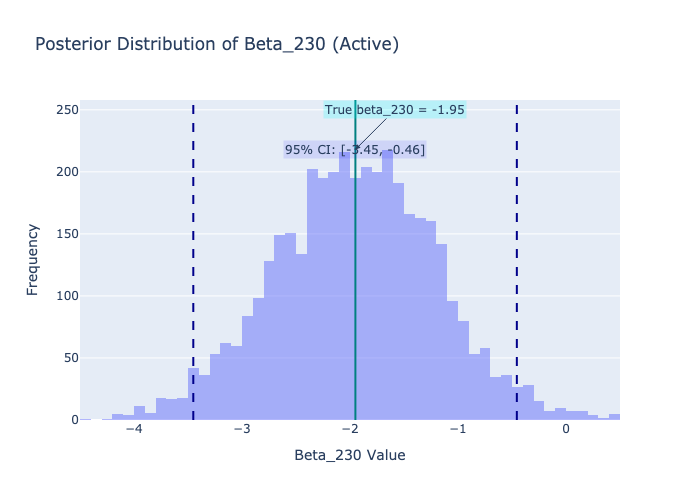 Posterior Distribution of Beta_230 (Active)
True beta_230 = -1.95
95% CI: [-3.45, -0.46]
Frequency
250
200
150
100
50
0
−4
−3
−2
−1
0
Beta_230 Value